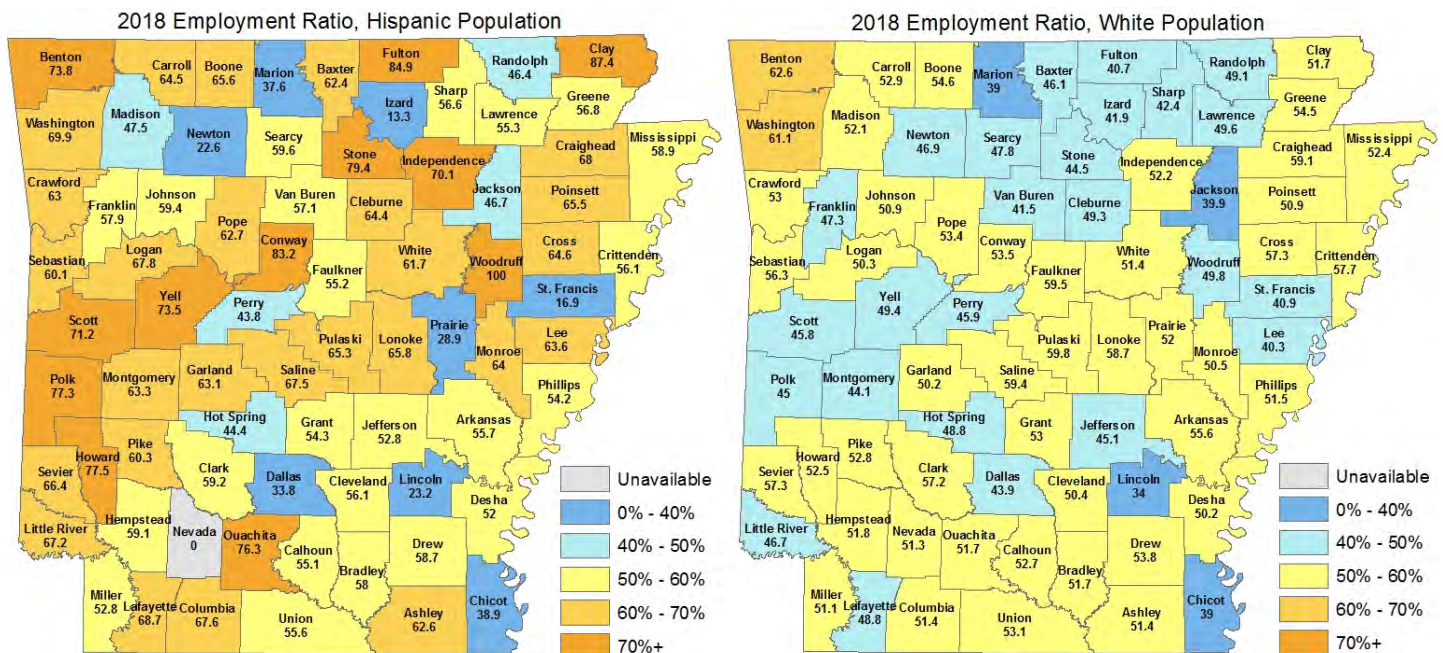 2018 Employment Ratio, Hispanic Population
Benton
73.8
Carroll
64.5
Boone
65.6
Marion
37.6
Baxter
62.4
Fulton
84.9
Randolph
46.4
Clay
87.4
Izard
13.3
Sharp
56.6
Greene
56.8
Lawrence
55.3
Madison
47.5
Washington
69.9
Newton
22.6
Searcy
59.6
Mississippi
58.9
Stone
79.4
Independence
70.1
Craighead
68
Crawford
63
Franklin
57.9
Johnson
59.4
Van Buren
57.1
Cleburne
64.4
Jackson
46.7
Poinsett
65.5
Pope
62.7
Logan
67.8
Conway
83.2
White
61.7
Cross
64.6
Crittenden
56.1
Sebastian
60.1
Faulkner
55.2
Woodruff
100
Yell
73.5
Perry
43.8
St. Francis
16.9
Scott
71.2
Pulaski
65.3
Lonoke
65.8
Prairie
28.9
Lee
63.6
Monroe
64
Polk
77.3
Montgomery
63.3
Garland
63.1
Saline
67.5
Phillips
54.2
Hot Spring
44.4
Grant
54.3
Jefferson
52.8
Arkansas
55.7
Pike
60.3
Howard
77.5
Sevier
66.4
Clark
59.2
Dallas
33.8
Cleveland
56.1
Lincoln
23.2
Desha
52
Little River
67.2
Hempstead
59.1
Nevada
0
Ouachita
76.3
Calhoun
55.1
Bradley
58
Drew
58.7
Miller
52.8
Lafayette
68.7
Columbia
67.6
Union
55.6
Ashley
62.6
Chicot
38.9
Unavailable
0% - 40%
40% - 50%
50% - 60%
60% - 70%
70%+
2018 Employment Ratio, White Population
Benton
62.6
Carroll
52.9
Boone
54.6
Marion
39
Baxter
46.1
Fulton
40.7
Randolph
49.1
Clay
51.7
Izard
41.9
Sharp
42.4
Greene
54.5
Lawrence
49.6
Washington
61.1
Madison
52.1
Newton
46.9
Searcy
47.8
Mississippi
52.4
Stone
44.5
Independence
52.2
Craighead
59.1
Crawford
53
Franklin
47.3
Johnson
50.9
Van Buren
41.5
Cleburne
49.3
Jackson
39.9
Poinsett
50.9
Pope
53.4
Logan
50.3
Conway
53.5
White
51.4
Cross
57.3
Crittenden
57.7
Sebastian
56.3
Faulkner
59.5
Woodruff
49.8
Yell
49.4
Perry
45.9
St. Francis
40.9
Scott
45.8
Pulaski
59.8
Lonoke
58.7
Prairie
52
Lee
40.3
Monroe
50.5
Polk
45
Montgomery
44.1
Garland
50.2
Saline
59.4
Phillips
51.5
Hot Spring
48.8
Grant
53
Jefferson
45.1
Arkansas
55.6
Pike
52.8
Howard
52.5
Sevier
57.3
Clark
57.2
Dallas
43.9
Cleveland
50.4
Lincoln
34
Desha
50.2
Little River
46.7
Hempstead
51.8
Nevada
51.3
Ouachita
51.7
Calhoun
52.7
Bradley
51.7
Drew
53.8
Miller
51.1
Lafayette
48.8
Columbia
51.4
Union
53.1
Ashley
51.4
Chicot
39
Unavailable
0% - 40%
40% - 50%
50% - 60%
60% - 70%
70%+